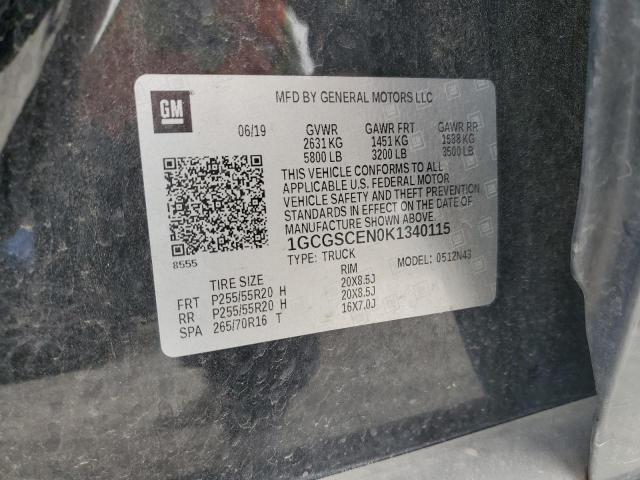 GM
MFD BY GENERAL MOTORS LLC
06/19 GVWR GAWR FRT GAWR RR
2631 KG 1451 KG 1588 KG
5800 LB 3200 LB 3500 LB
THIS VEHICLE CONFORMS TO ALL
APPLICABLE U.S. FEDERAL MOTOR
VEHICLE SAFETY AND THEFT PREVENTION
STANDARDS IN EFFECT ON THE DATE OF
MANUFACTURE SHOWN ABOVE.
1GCGSCEN0K1340115
8555
TYPE: TRUCK MODEL: 0512N43
TIRE SIZE RIM
FRT P255/55R20 H 20X8.5J
RR P255/55R20 H 20X8.5J
SPA 265/70R16 T 16X7.0J